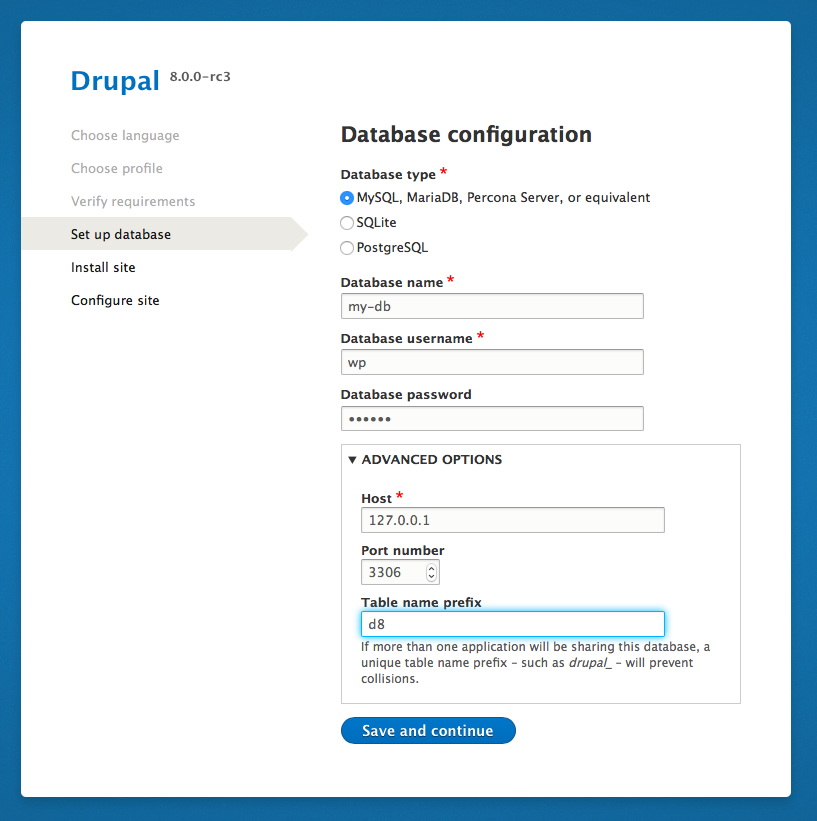 Drupal 8.0.0-rc3
Choose language
Choose profile
Verify requirements
Set up database
Install site
Configure site
Database configuration
Database type *
MySQL, MariaDB, Percona Server, or equivalent
SQLite
PostgreSQL
Database name *
my-db
Database username *
wp
Database password
••••••
▼ ADVANCED OPTIONS
Host *
127.0.0.1
Port number
3306
Table name prefix
d8
If more than one application will be sharing this database, a
unique table name prefix – such as drupal_ – will prevent
collisions.
Save and continue